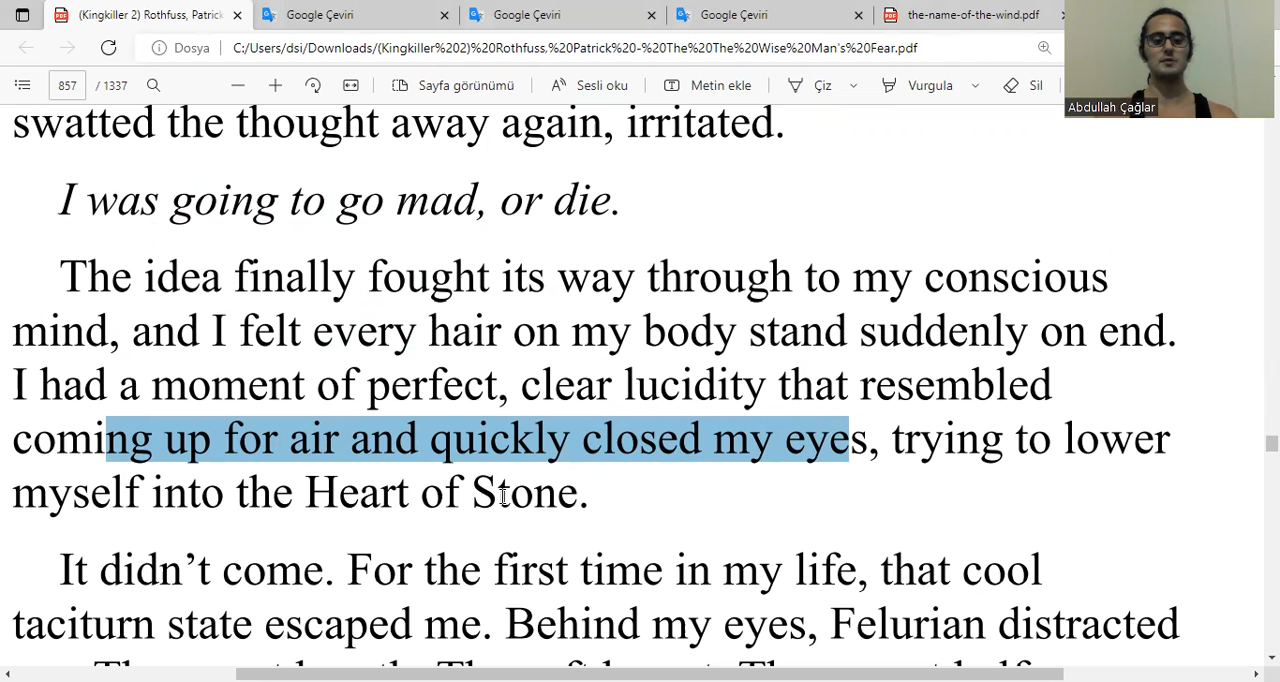 (Kingkiller 2) Rothfuss, Patrick
Google Çeviri
Google Çeviri
Google Çeviri
the-name-of-the-wind.pdf
Dosya
C:/Users/dsi/Downloads/(Kingkiller%202)%20Rothfuss,%20Patrick%20-%20The%20The%20Wise%20Man's%20Fear.pdf
857 / 1337
Sayfa görünümü
Sesli oku
Metin ekle
Çiz
Vurgula
Sil
Abdullah Çağlar
swatted the thought away again, irritated.
I was going to go mad, or die.
The idea finally fought its way through to my conscious
mind, and I felt every hair on my body stand suddenly on end.
I had a moment of perfect, clear lucidity that resembled
coming up for air and quickly closed my eyes, trying to lower
myself into the Heart of Stone.
It didn’t come. For the first time in my life, that cool
taciturn state escaped me. Behind my eyes, Felurian distracted